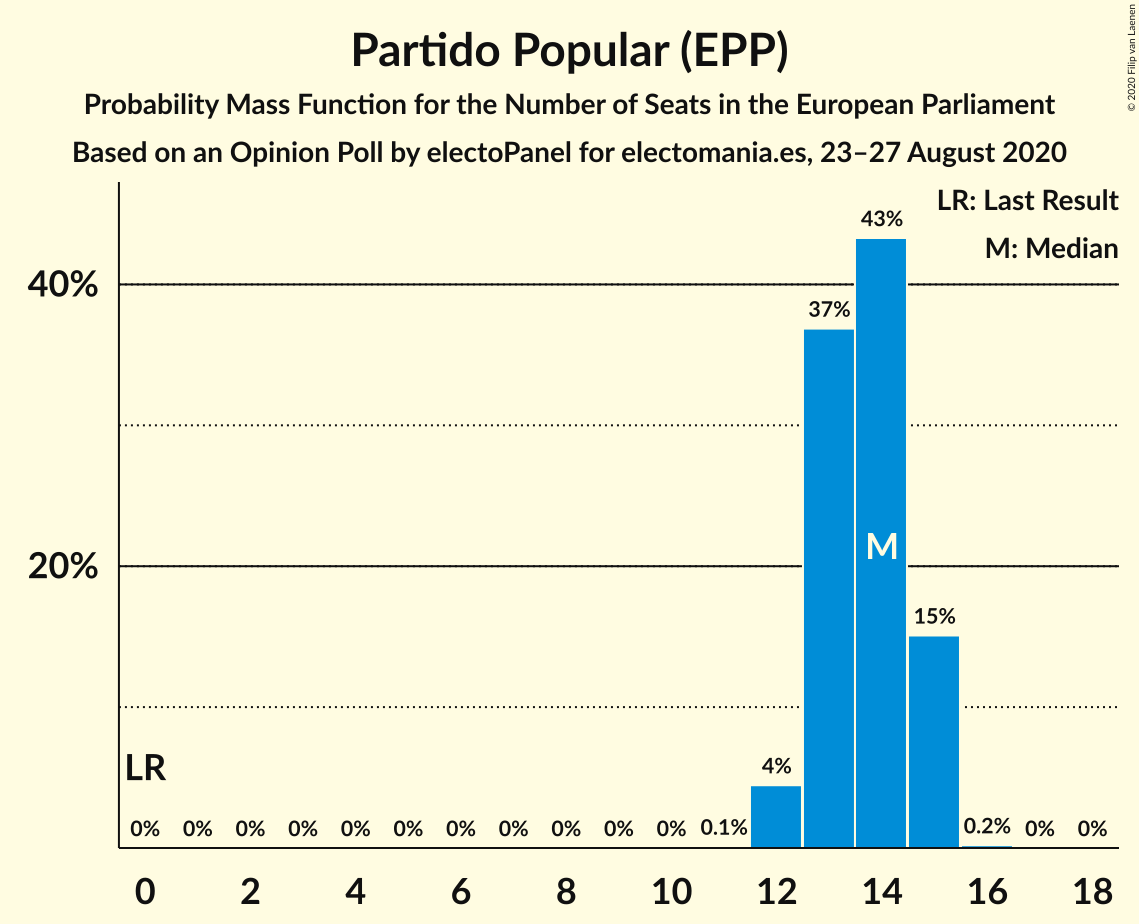 Partido Popular (EPP)
Probability Mass Function for the Number of Seats in the European Parliament
Based on an Opinion Poll by electoPanel for electomania.es, 23–27 August 2020
© 2020 Filip van Laenen
LR: Last Result
M: Median
43%
40%
37%
M
20%
15%
LR
4%
0% 0% 0% 0% 0% 0% 0% 0% 0% 0% 0% 0.1% 0.2% 0% 0%
0 2 4 6 8 10 12 14 16 18